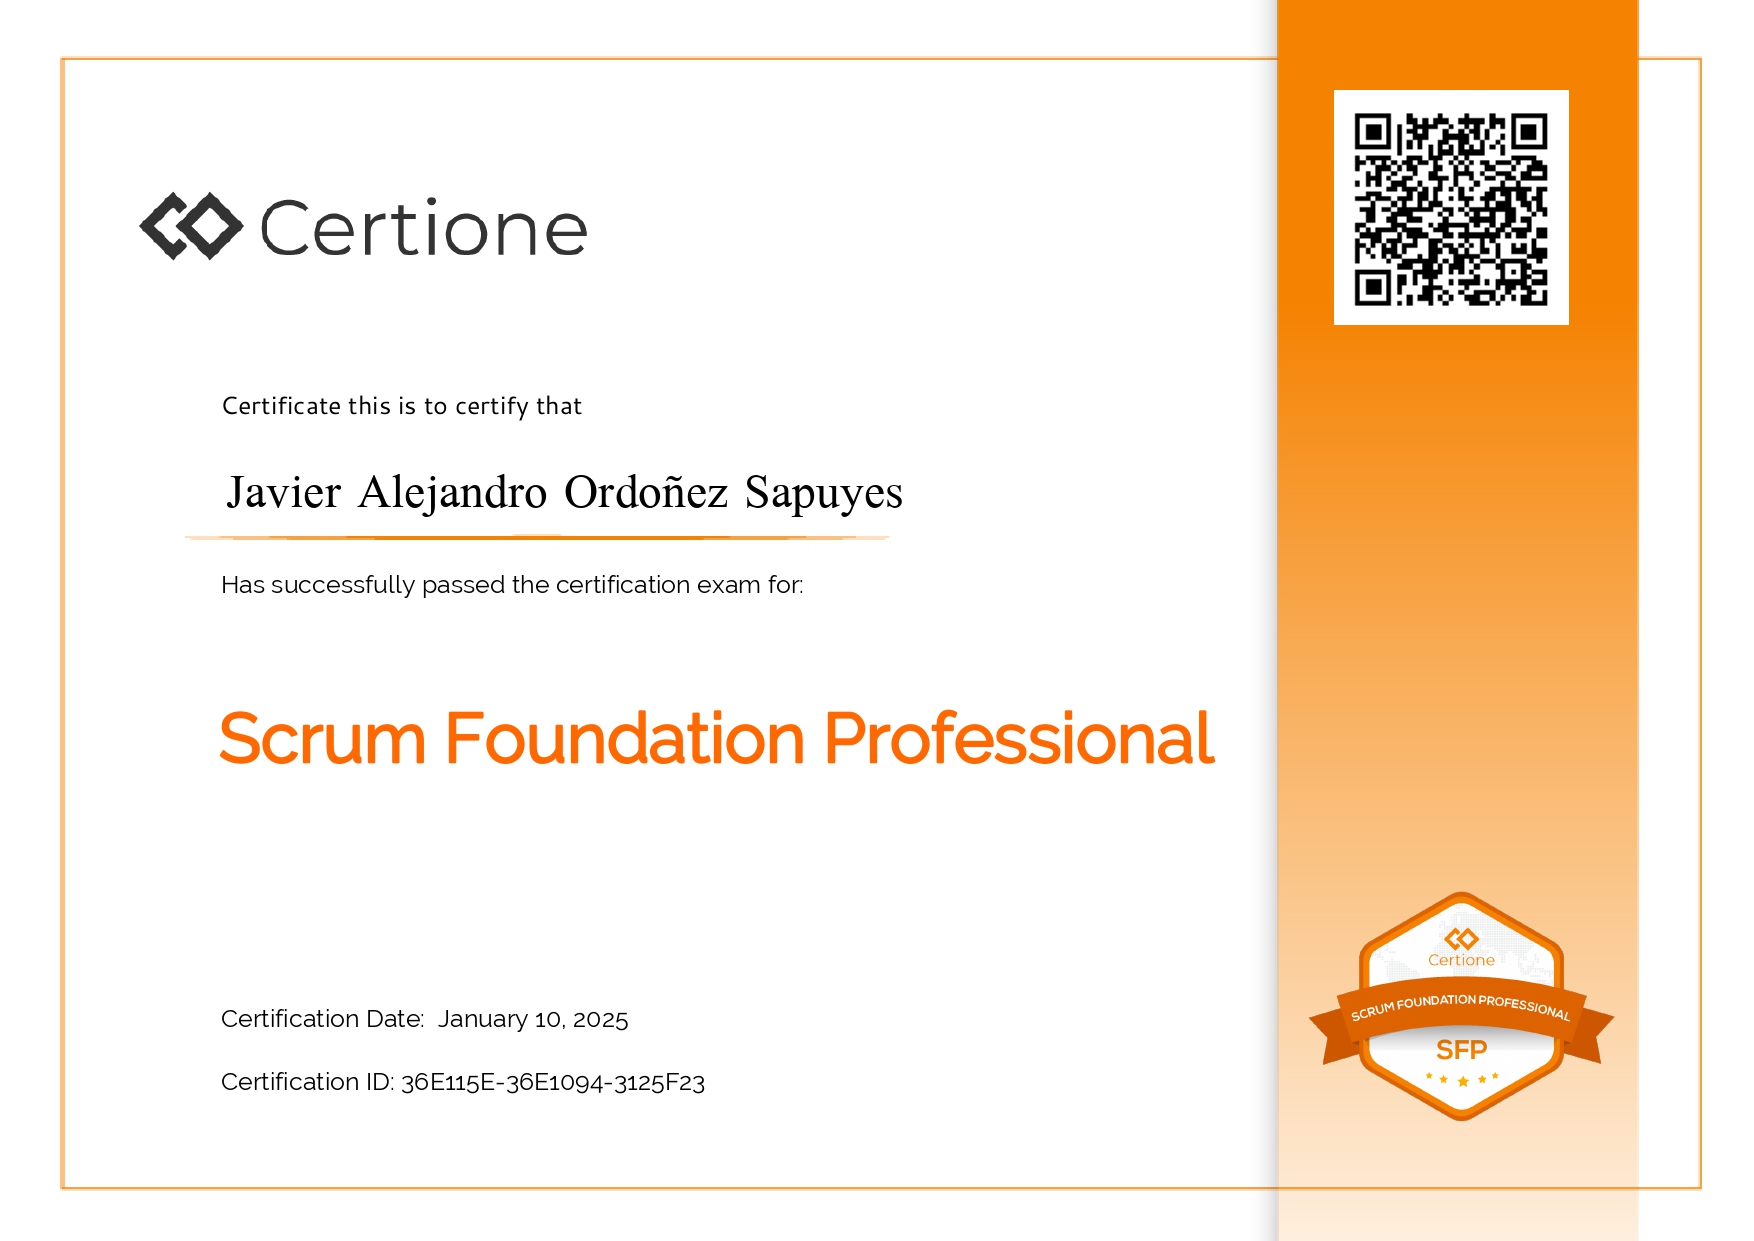 Certione
Certificate this is to certify that
Javier Alejandro Ordoñez Sapuyes
Has successfully passed the certification exam for:
Scrum Foundation Professional
Certification Date: January 10, 2025
Certification ID: 36E115E-36E1094-3125F23
Certione
SCRUM FOUNDATION PROFESSIONAL
SFP